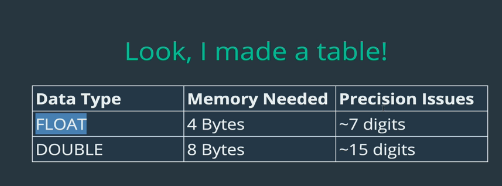 Look, I made a table!
Data Type Memory Needed Precision Issues
FLOAT 4 Bytes ~7 digits
DOUBLE 8 Bytes ~15 digits